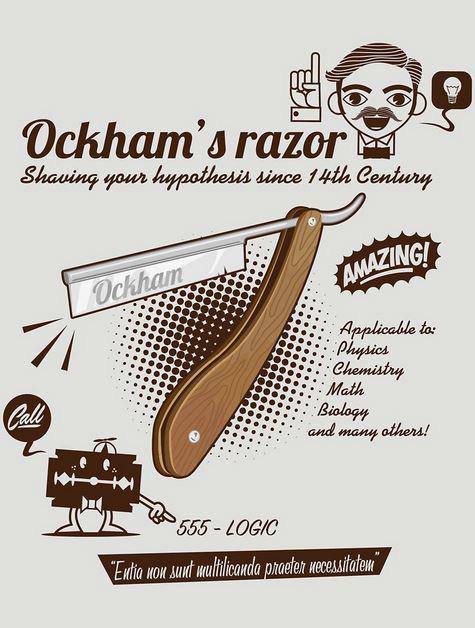 Ockham's razor
Shaving your hypothesis since 14th Century
Ockham
AMAZING!
Applicable to:
Physics
Chemistry
Math
Biology
and many others!
Call
555 - LOGIC
"Entia non sunt multilicanda praeter necessitatem"